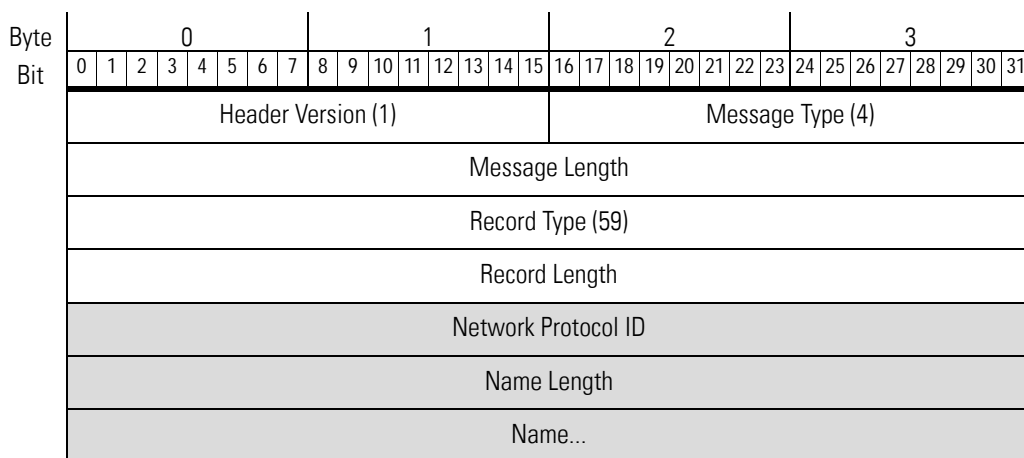 Byte 0 1 2 3
Bit 0 1 2 3 4 5 6 7 8 9 10 11 12 13 14 15 16 17 18 19 20 21 22 23 24 25 26 27 28 29 30 31
Header Version (1) Message Type (4)
Message Length
Record Type (59)
Record Length
Network Protocol ID
Name Length
Name...